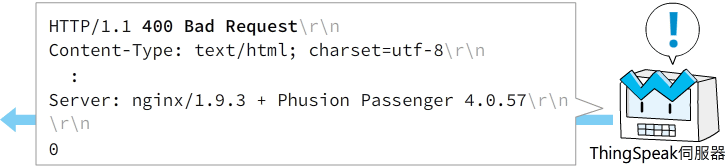 HTTP/1.1 400 Bad Request\r\n
Content-Type: text/html; charset=utf-8\r\n
:
Server: nginx/1.9.3 + Phusion Passenger 4.0.57\r\n
\r\n
0
!
ThingSpeak伺服器